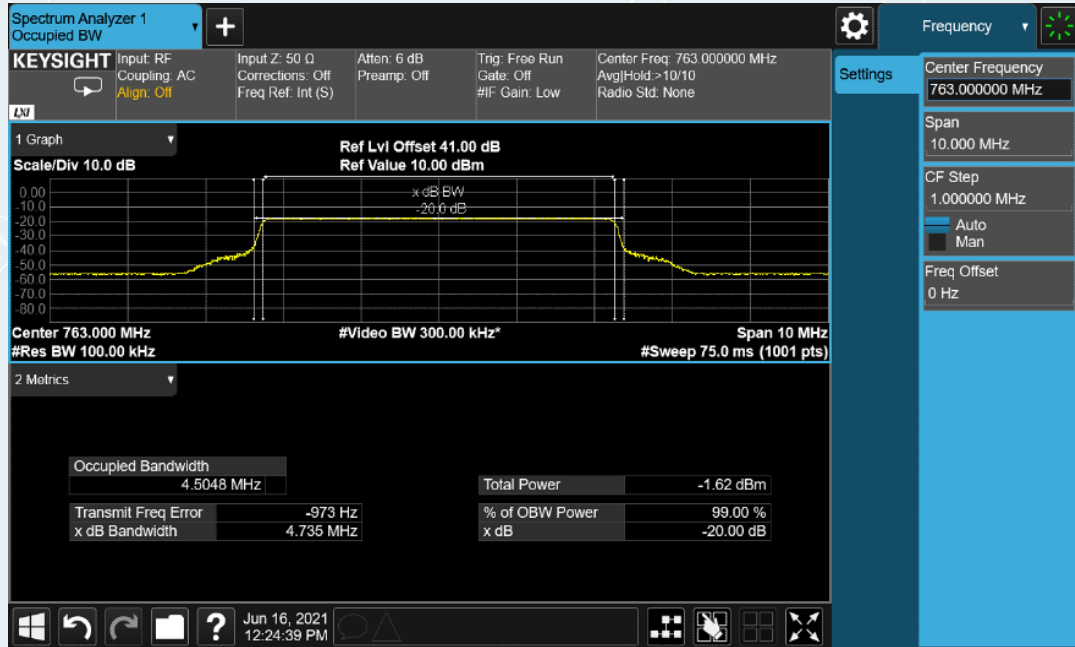 Spectrum Analyzer 1
Occupied BW
+
Frequency
KEYSIGHT
LXI
Input: RF
Coupling: AC
Align: Off
Input Z: 50 Ω
Corrections: Off
Freq Ref: Int (S)
Atten: 6 dB
Preamp: Off
Trig: Free Run
Gate: Off
#IF Gain: Low
Center Freq: 763.000000 MHz
Avg|Hold:>10/10
Radio Std: None
Settings
Center Frequency
763.000000 MHz
Span
10.000 MHz
CF Step
1.000000 MHz
Auto
Man
Freq Offset
0 Hz
1 Graph
Scale/Div 10.0 dB
Ref Lvl Offset 41.00 dB
Ref Value 10.00 dBm
x dB BW
-20.0 dB
0.00
-10.0
-20.0
-30.0
-40.0
-50.0
-60.0
-70.0
-80.0
Center 763.000 MHz
#Video BW 300.00 kHz*
Span 10 MHz
#Res BW 100.00 kHz
#Sweep 75.0 ms (1001 pts)
2 Metrics
Occupied Bandwidth
4.5048 MHz
Total Power -1.62 dBm
Transmit Freq Error -973 Hz
% of OBW Power 99.00 %
x dB Bandwidth 4.735 MHz
x dB -20.00 dB
?
Jun 16, 2021
12:24:39 PM